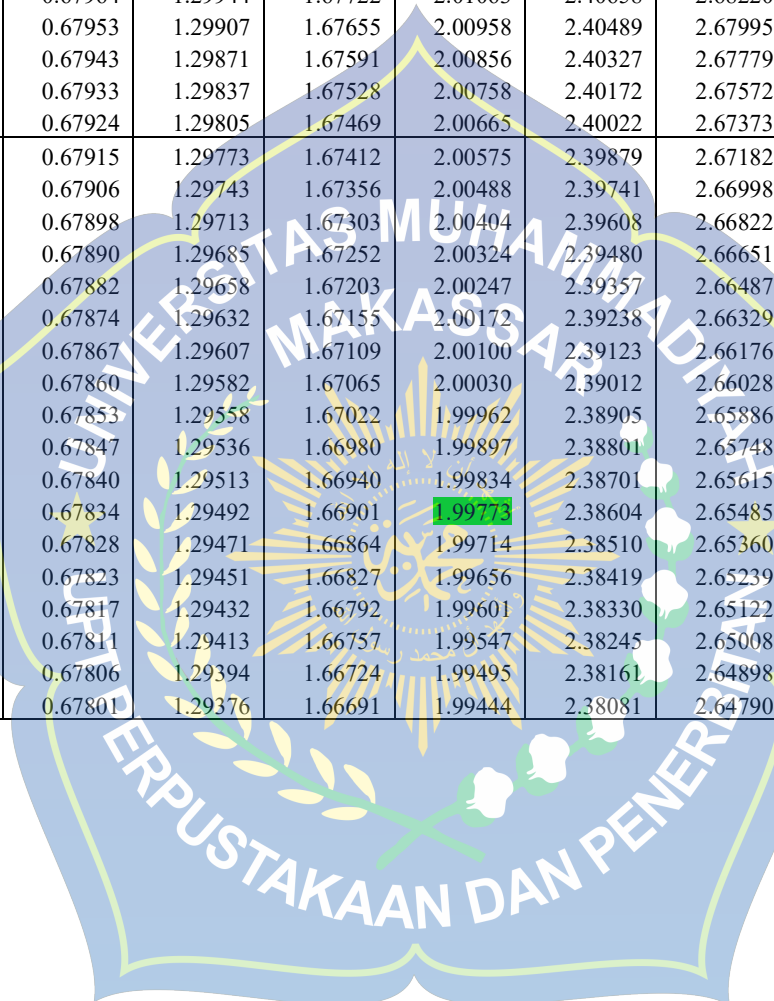 0.67953 1.29907 1.67655 2.00958 2.40489 2.67995
0.67943 1.29871 1.67591 2.00856 2.40327 2.67779
0.67933 1.29837 1.67528 2.00758 2.40172 2.67572
0.67924 1.29805 1.67469 2.00665 2.40022 2.67373
0.67915 1.29773 1.67412 2.00575 2.39879 2.67182
0.67906 1.29743 1.67356 2.00488 2.39741 2.66998
0.67898 1.29713 1.67303 2.00404 2.39608 2.66822
0.67890 1.29685 1.67252 2.00324 2.39480 2.66651
0.67882 1.29658 1.67203 2.00247 2.39357 2.66487
0.67874 1.29632 1.67155 2.00172 2.39238 2.66329
0.67867 1.29607 1.67109 2.00100 2.39123 2.66176
0.67860 1.29582 1.67065 2.00030 2.39012 2.66028
0.67853 1.29558 1.67022 1.99962 2.38905 2.65886
0.67847 1.29536 1.66980 1.99897 2.38801 2.65748
0.67840 1.29513 1.66940 1.99834 2.38701 2.65615
0.67834 1.29492 1.66901 1.99773 2.38604 2.65485
0.67828 1.29471 1.66864 1.99714 2.38510 2.65360
0.67823 1.29451 1.66827 1.99656 2.38419 2.65239
0.67817 1.29432 1.66792 1.99601 2.38330 2.65122
0.67811 1.29413 1.66757 1.99547 2.38245 2.65008
0.67806 1.29394 1.66724 1.99495 2.38161 2.64898
0.67801 1.29376 1.66691 1.99444 2.38081 2.64790
UNIVERSITAS MUHAMMADIYAH
MAKASSAR
UPT PERPUSTAKAAN DAN PENERBITAN